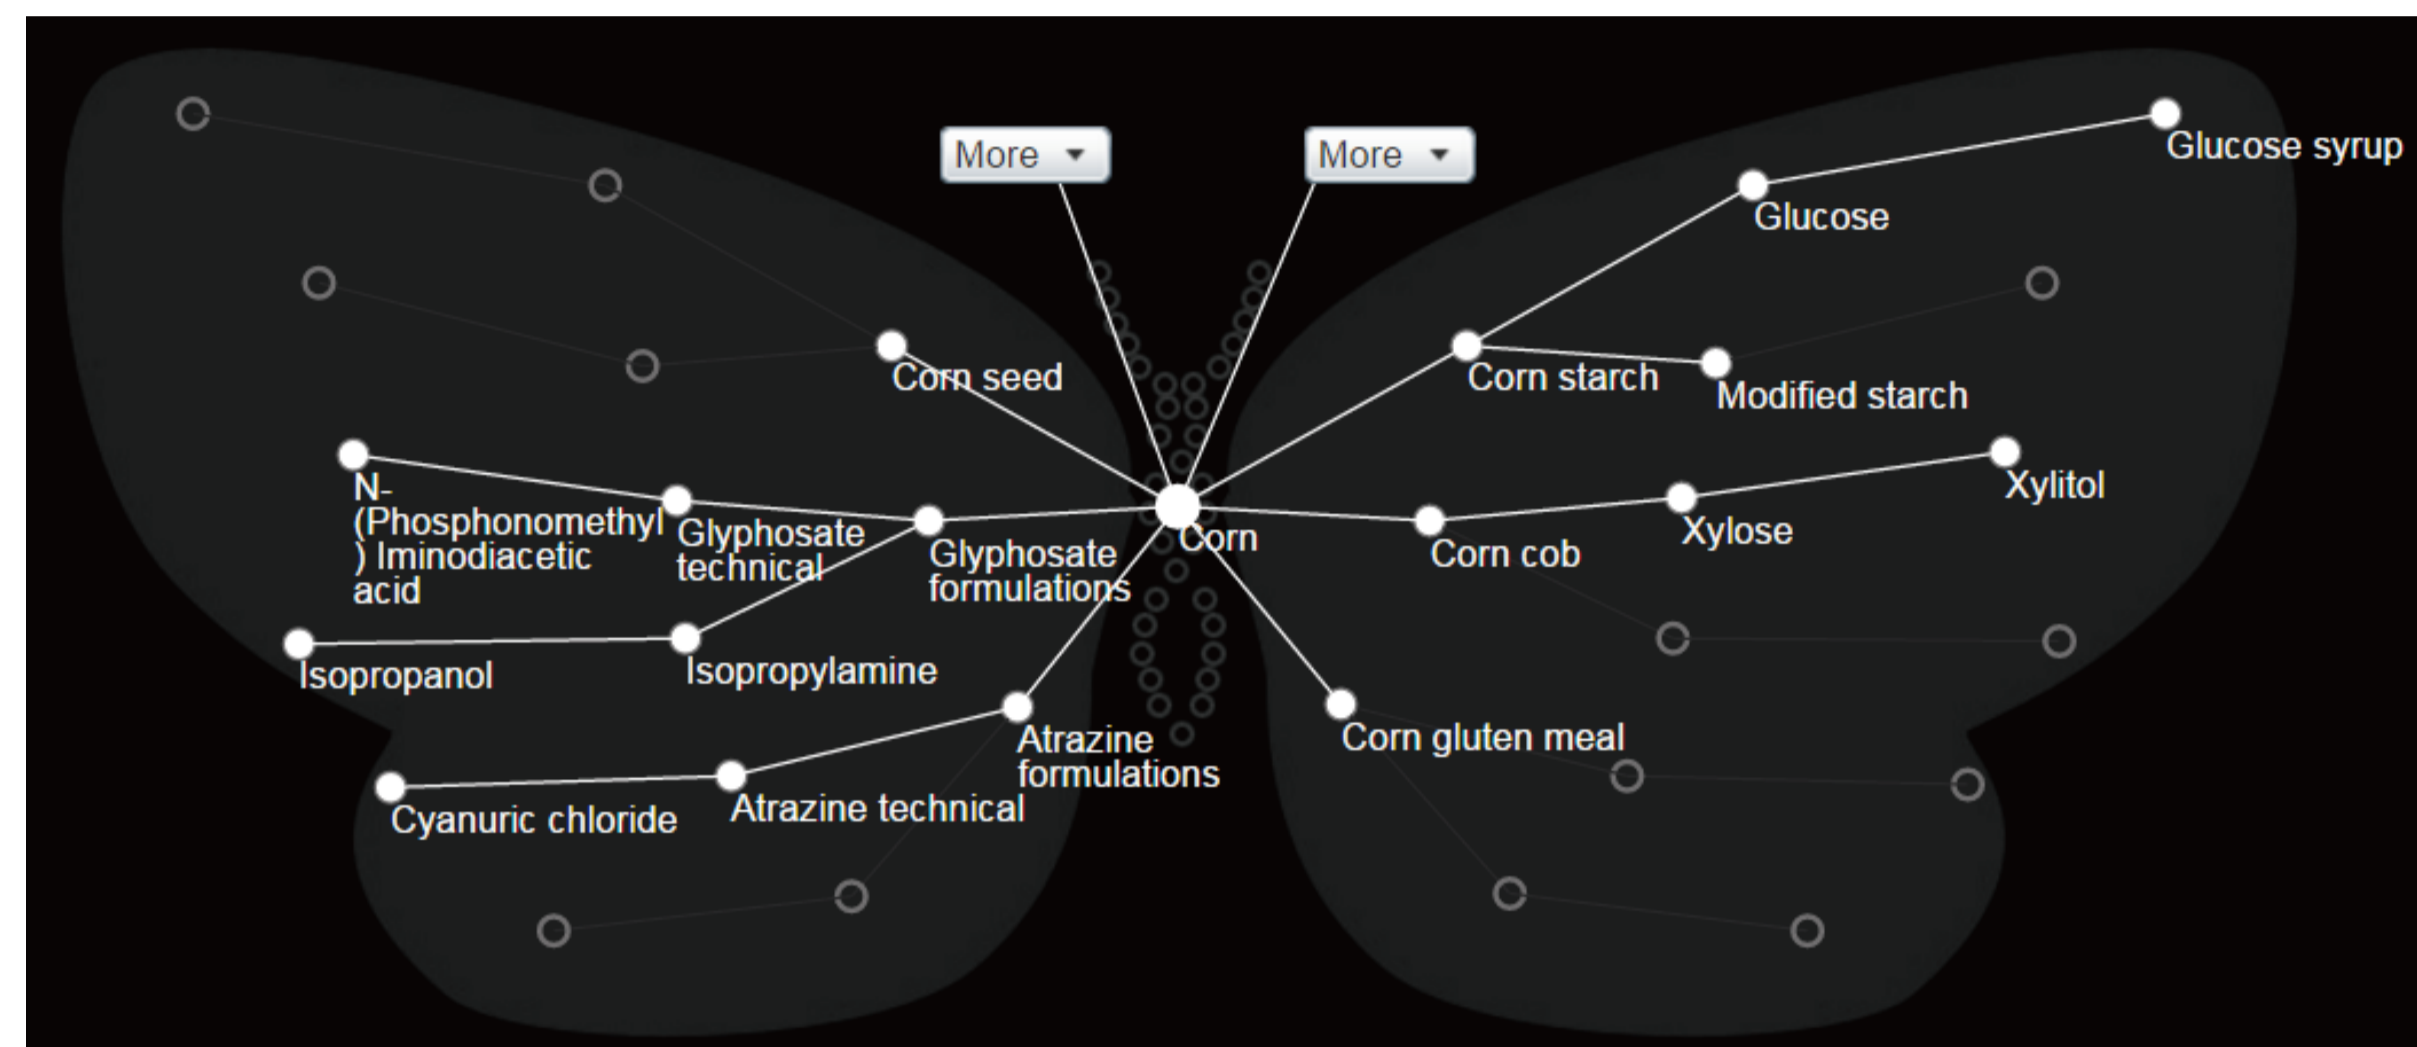 More
More
Glucose syrup
Glucose
Corn seed
Corn starch
Modified starch
N-
(Phosphonomethyl
) Iminodiacetic
acid
Glyphosate
technical
Glyphosate
formulations
Corn
Corn cob
Xylose
Xylitol
Isopropanol
Isopropylamine
Atrazine
formulations
Corn gluten meal
Cyanuric chloride
Atrazine technical